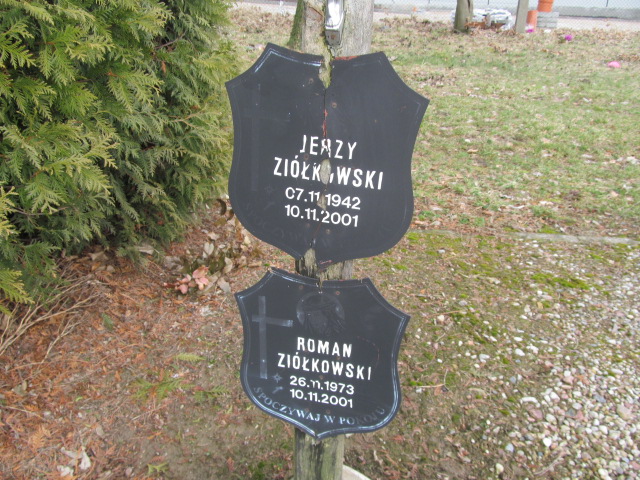 JERZY
ZIÓŁKOWSKI
07.11.1942
10.11.2001
ROMAN
ZIÓŁKOWSKI
26.11.1973
10.11.2001
SPOCZYWAJ W POKOJU